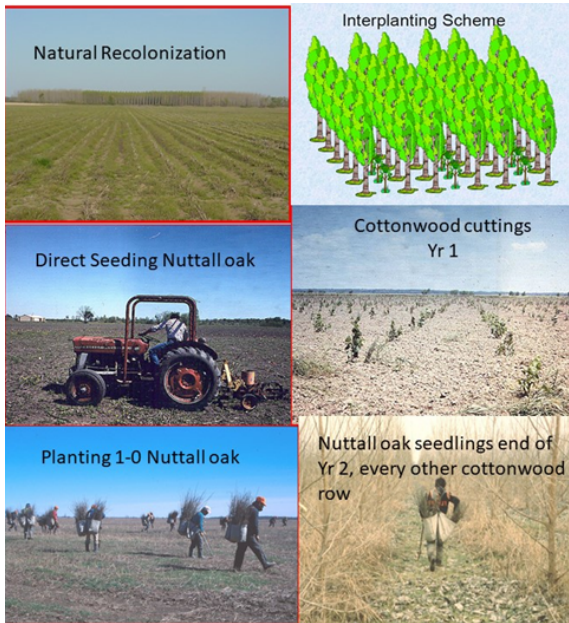 Natural Recolonization
Interplanting Scheme
Direct Seeding Nuttall oak
Cottonwood cuttings
Yr 1
Planting 1-0 Nuttall oak
Nuttall oak seedlings end of
Yr 2, every other cottonwood
row